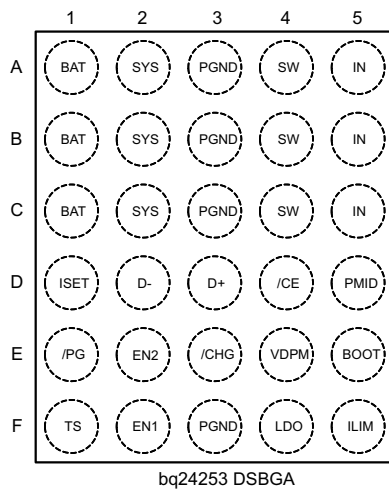 1 2 3 4 5
A BAT SYS PGND SW IN
B BAT SYS PGND SW IN
C BAT SYS PGND SW IN
D ISET D- D+ /CE PMID
E /PG EN2 /CHG VDPM BOOT
F TS EN1 PGND LDO ILIM
bq24253 DSBGA